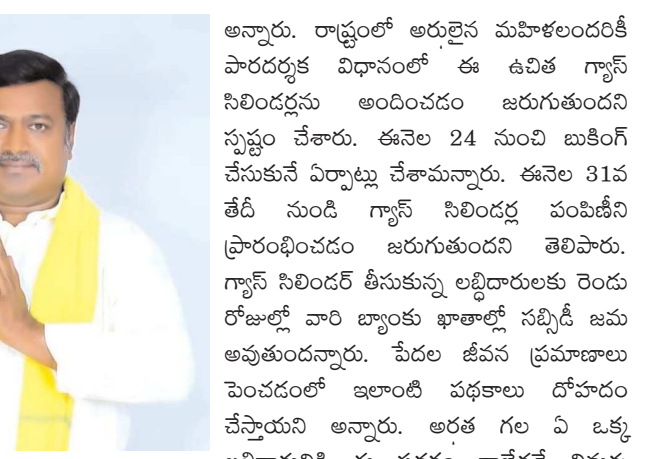 అన్నారు. రాష్ట్రంలో అర్హులైన మహిళలందరికీ
పారదర్శక విధానంలో ఈ ఉచిత గ్యాస్
సిలిండర్లను అందించడం జరుగుతుందని
స్పష్టం చేశారు. ఈనెల 24 నుంచి బుకింగ్
చేసుకునే ఏర్పాట్లు చేశామన్నారు. ఈనెల 31వ
తేదీ నుండి గ్యాస్ సిలిండర్ల పంపిణీని
ప్రారంభించడం జరుగుతుందని తెలిపారు.
గ్యాస్ సిలిండర్ తీసుకున్న లబ్ధిదారులకు రెండు
రోజుల్లో వారి బ్యాంకు ఖాతాల్లో సబ్సిడీ జమ
అవుతుందన్నారు. పేదల జీవన ప్రమాణాలు
పెంచడంలో ఇలాంటి పథకాలు దోహదం
చేస్తాయని అన్నారు. అర్హత గల ఏ ఒక్క